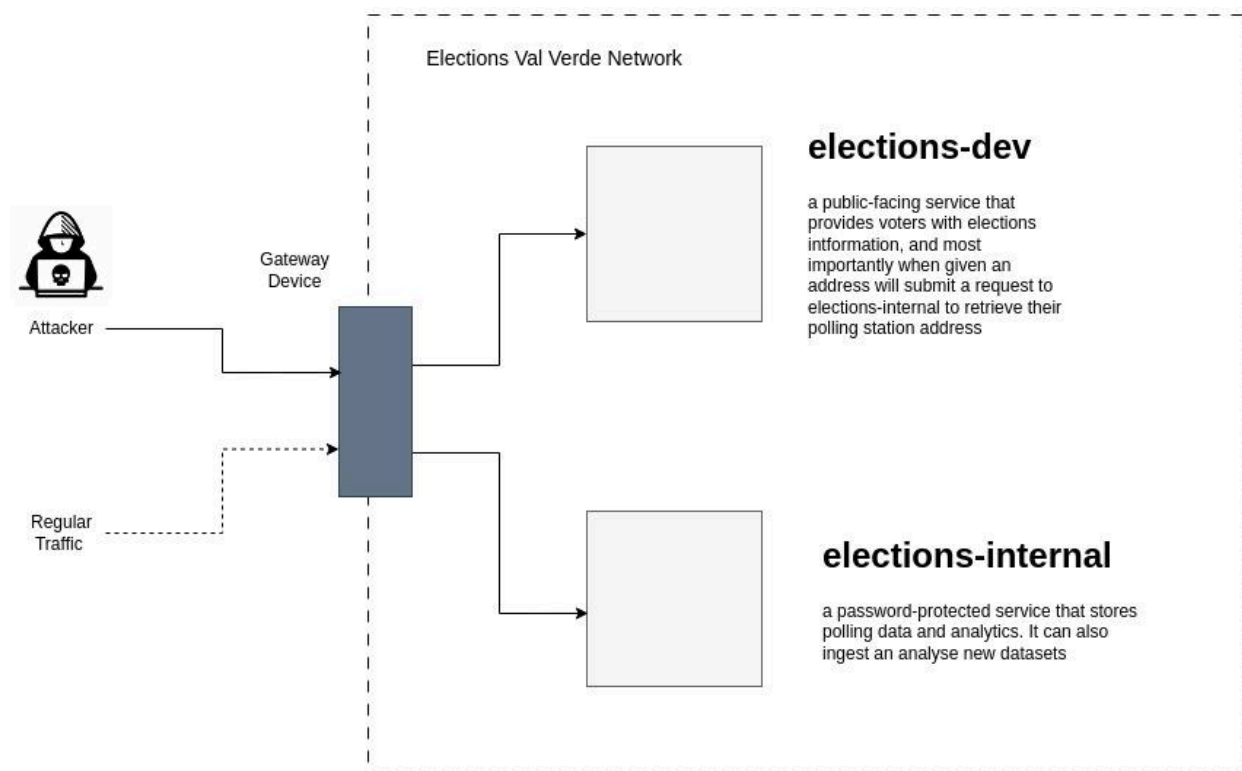 Elections Val Verde Network
elections-dev
a public-facing service that
provides voters with elections
intformation, and most
importantly when given an
address will submit a request to
elections-internal to retrieve their
polling station address
Gateway
Device
Attacker
Regular
Traffic
elections-internal
a password-protected service that stores
polling data and analytics. It can also
ingest an analyse new datasets